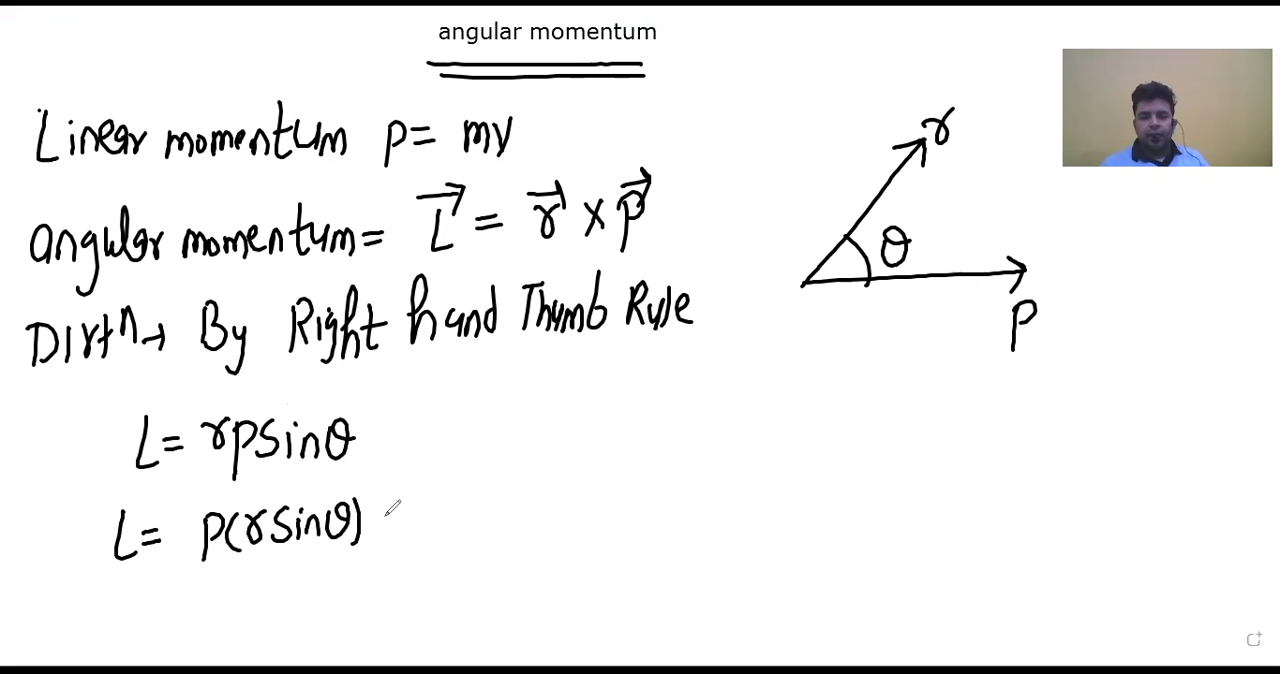 angular momentum
Linear momentum p = mv
angular momentum = L⃗ = r⃗ × p⃗
Dirtⁿ → By Right hand Thumb Rule
L = rpsinθ
L = p(rsinθ)
r
θ
p